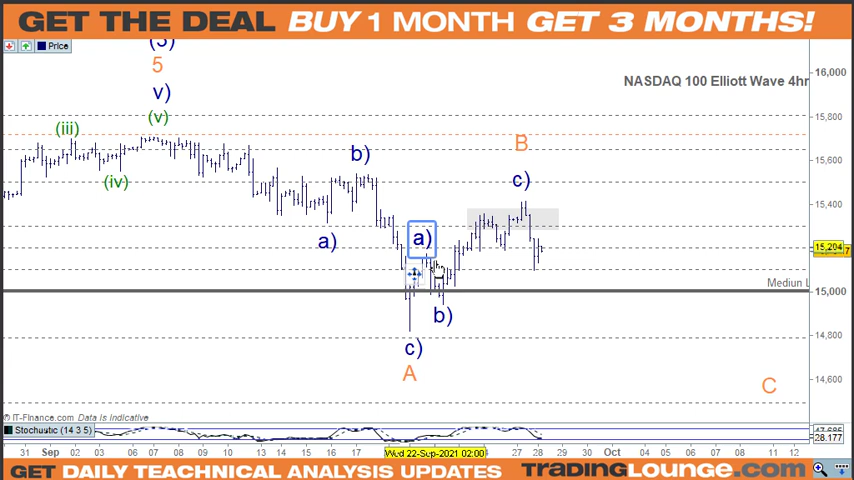 GET THE DEAL BUY 1 MONTH GET 3 MONTHS!
Price
(3)
5
v)
(v)
(iii)
(iv)
NASDAQ 100 Elliott Wave 4hr
b)
a)
a)
b)
c)
A
B
c)
C
Mediun L
16,000
15,800
15,600
15,400
15,204
15,000
14,800
14,600
© IT-Finance.com Data Is Indicative
Stochastic (14 3 5)
28.177
31 Sep 02 03 06 07 08 09 10 13 14 15 16 17 Wed 22-Sep-2021 02:00 27 28 29 30 Oct 04 05 06 07 08 11 12
GET DAILY TEACHNICAL ANALYSIS UPDATES TRADINGLOUNGE.com